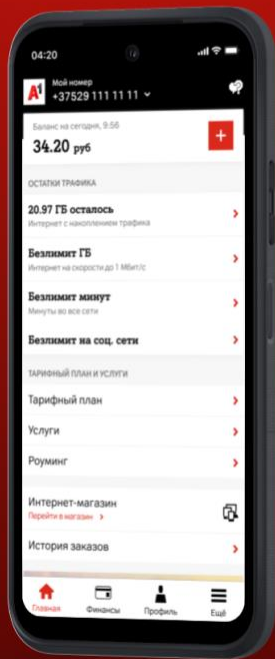 04:20
A1
Мой номер
+37529 111 11 11
Баланс на сегодня, 9:56
34.20 руб
+
ОСТАТКИ ТРАФИКА
20.97 ГБ осталось
Интернет с накоплением трафика
Безлимит ГБ
Интернет на скорости до 1 Мбит/с
Безлимит минут
Минуты во все сети
Безлимит на соц. сети
ТАРИФНЫЙ ПЛАН И УСЛУГИ
Тарифный план
Услуги
Роуминг
Интернет-магазин
Перейти в магазин
История заказов
Главная
Финансы
Профиль
Ещё